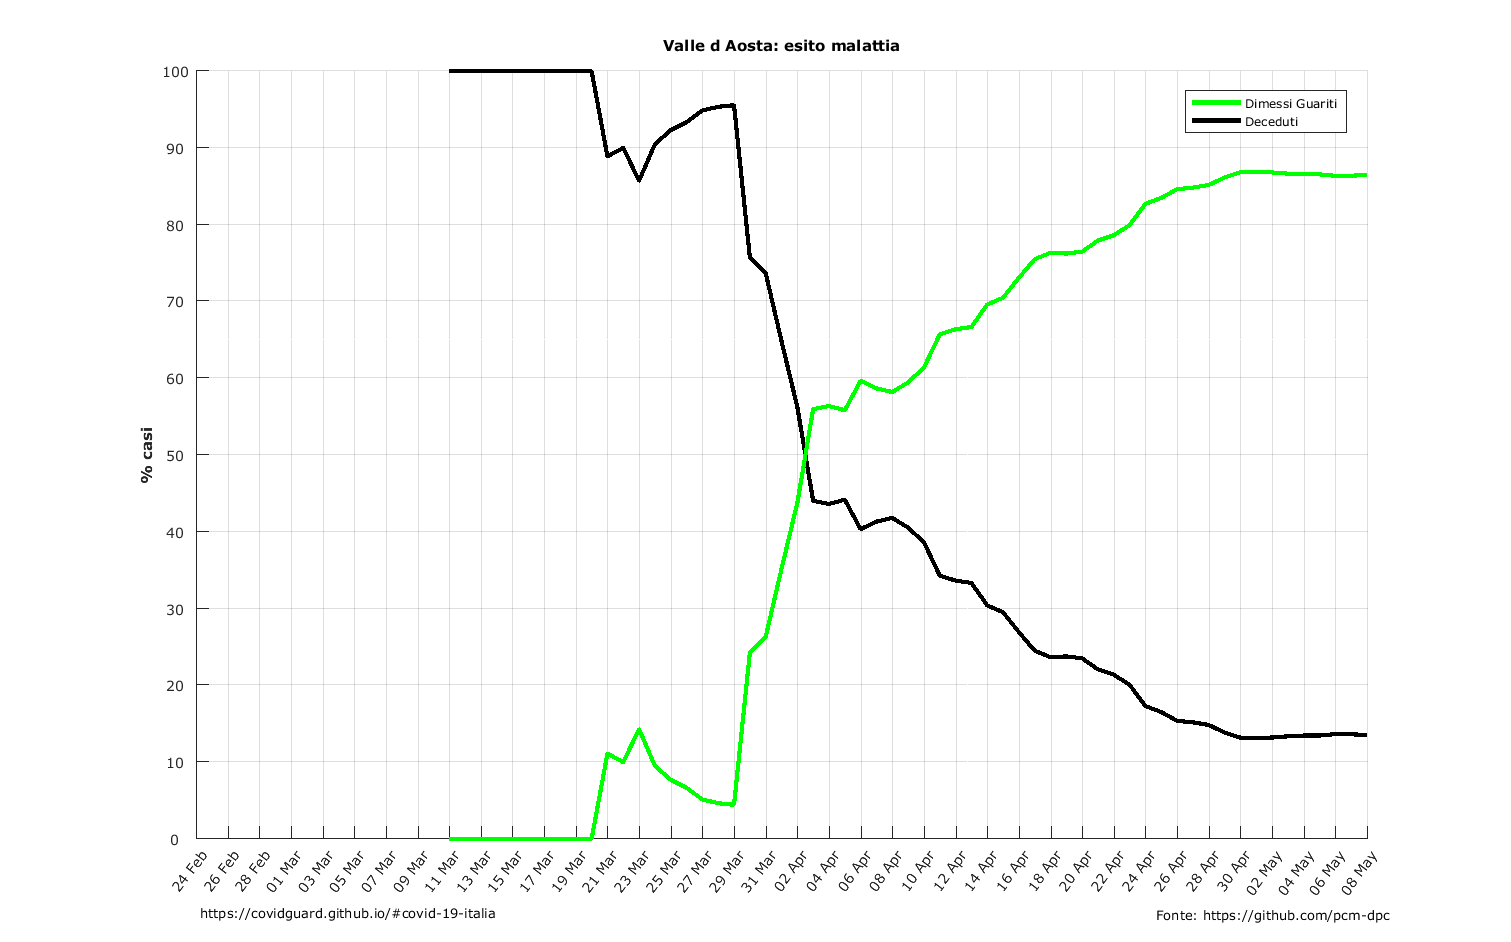 Valle d Aosta: esito malattia
Dimessi Guariti
Deceduti
% casi
100
90
80
70
60
50
40
30
20
10
0
24 Feb
26 Feb
28 Feb
01 Mar
03 Mar
05 Mar
07 Mar
09 Mar
11 Mar
13 Mar
15 Mar
17 Mar
19 Mar
21 Mar
23 Mar
25 Mar
27 Mar
29 Mar
31 Mar
02 Apr
04 Apr
06 Apr
08 Apr
10 Apr
12 Apr
14 Apr
16 Apr
18 Apr
20 Apr
22 Apr
24 Apr
26 Apr
28 Apr
30 Apr
02 May
04 May
06 May
08 May
https://covidguard.github.io/#covid-19-italia
Fonte: https://github.com/pcm-dpc